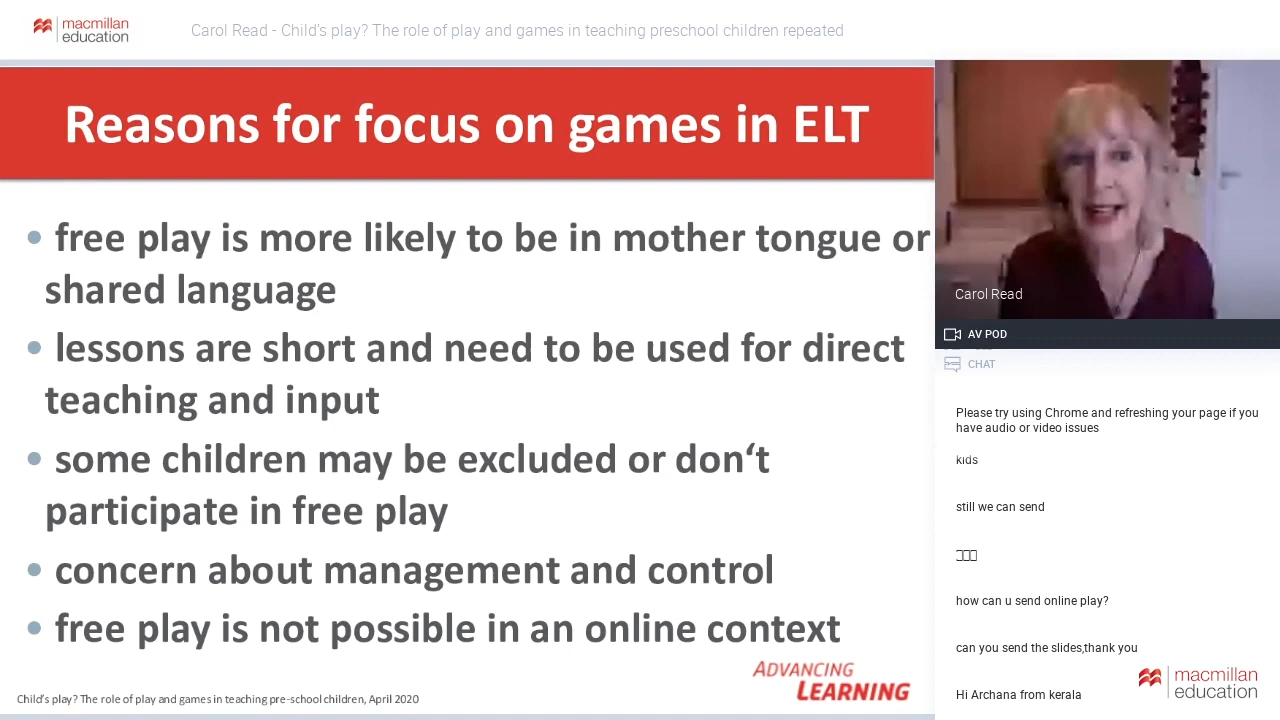 macmillan
education
Carol Read - Child's play? The role of play and games in teaching preschool children repeated
Reasons for focus on games in ELT
• free play is more likely to be in mother tongue or
shared language
• lessons are short and need to be used for direct
teaching and input
• some children may be excluded or don‘t
participate in free play
• concern about management and control
• free play is not possible in an online context
ADVANCING
LEARNING
Child's play? The role of play and games in teaching pre-school children, April 2020
Carol Read
AV POD
CHAT
Please try using Chrome and refreshing your page if you
have audio or video issues
kids
still we can send
how can u send online play?
can you send the slides,thank you
Hi Archana from kerala
macmillan
education